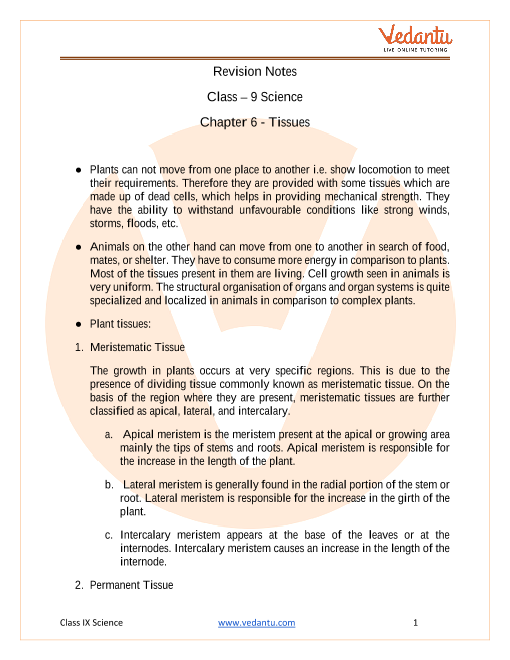 Vedantu
LIVE ONLINE TUTORING
Revision Notes
Class – 9 Science
Chapter 6 - Tissues
● Plants can not move from one place to another i.e. show locomotion to meet
their requirements. Therefore they are provided with some tissues which are
made up of dead cells, which helps in providing mechanical strength. They
have the ability to withstand unfavourable conditions like strong winds,
storms, floods, etc.
● Animals on the other hand can move from one to another in search of food,
mates, or shelter. They have to consume more energy in comparison to plants.
Most of the tissues present in them are living. Cell growth seen in animals is
very uniform. The structural organisation of organs and organ systems is quite
specialized and localized in animals in comparison to complex plants.
● Plant tissues:
1. Meristematic Tissue
The growth in plants occurs at very specific regions. This is due to the
presence of dividing tissue commonly known as meristematic tissue. On the
basis of the region where they are present, meristematic tissues are further
classified as apical, lateral, and intercalary.
a. Apical meristem is the meristem present at the apical or growing area
mainly the tips of stems and roots. Apical meristem is responsible for
the increase in the length of the plant.
b. Lateral meristem is generally found in the radial portion of the stem or
root. Lateral meristem is responsible for the increase in the girth of the
plant.
c. Intercalary meristem appears at the base of the leaves or at the
internodes. Intercalary meristem causes an increase in the length of the
internode.
2. Permanent Tissue
Class IX Science www.vedantu.com 1